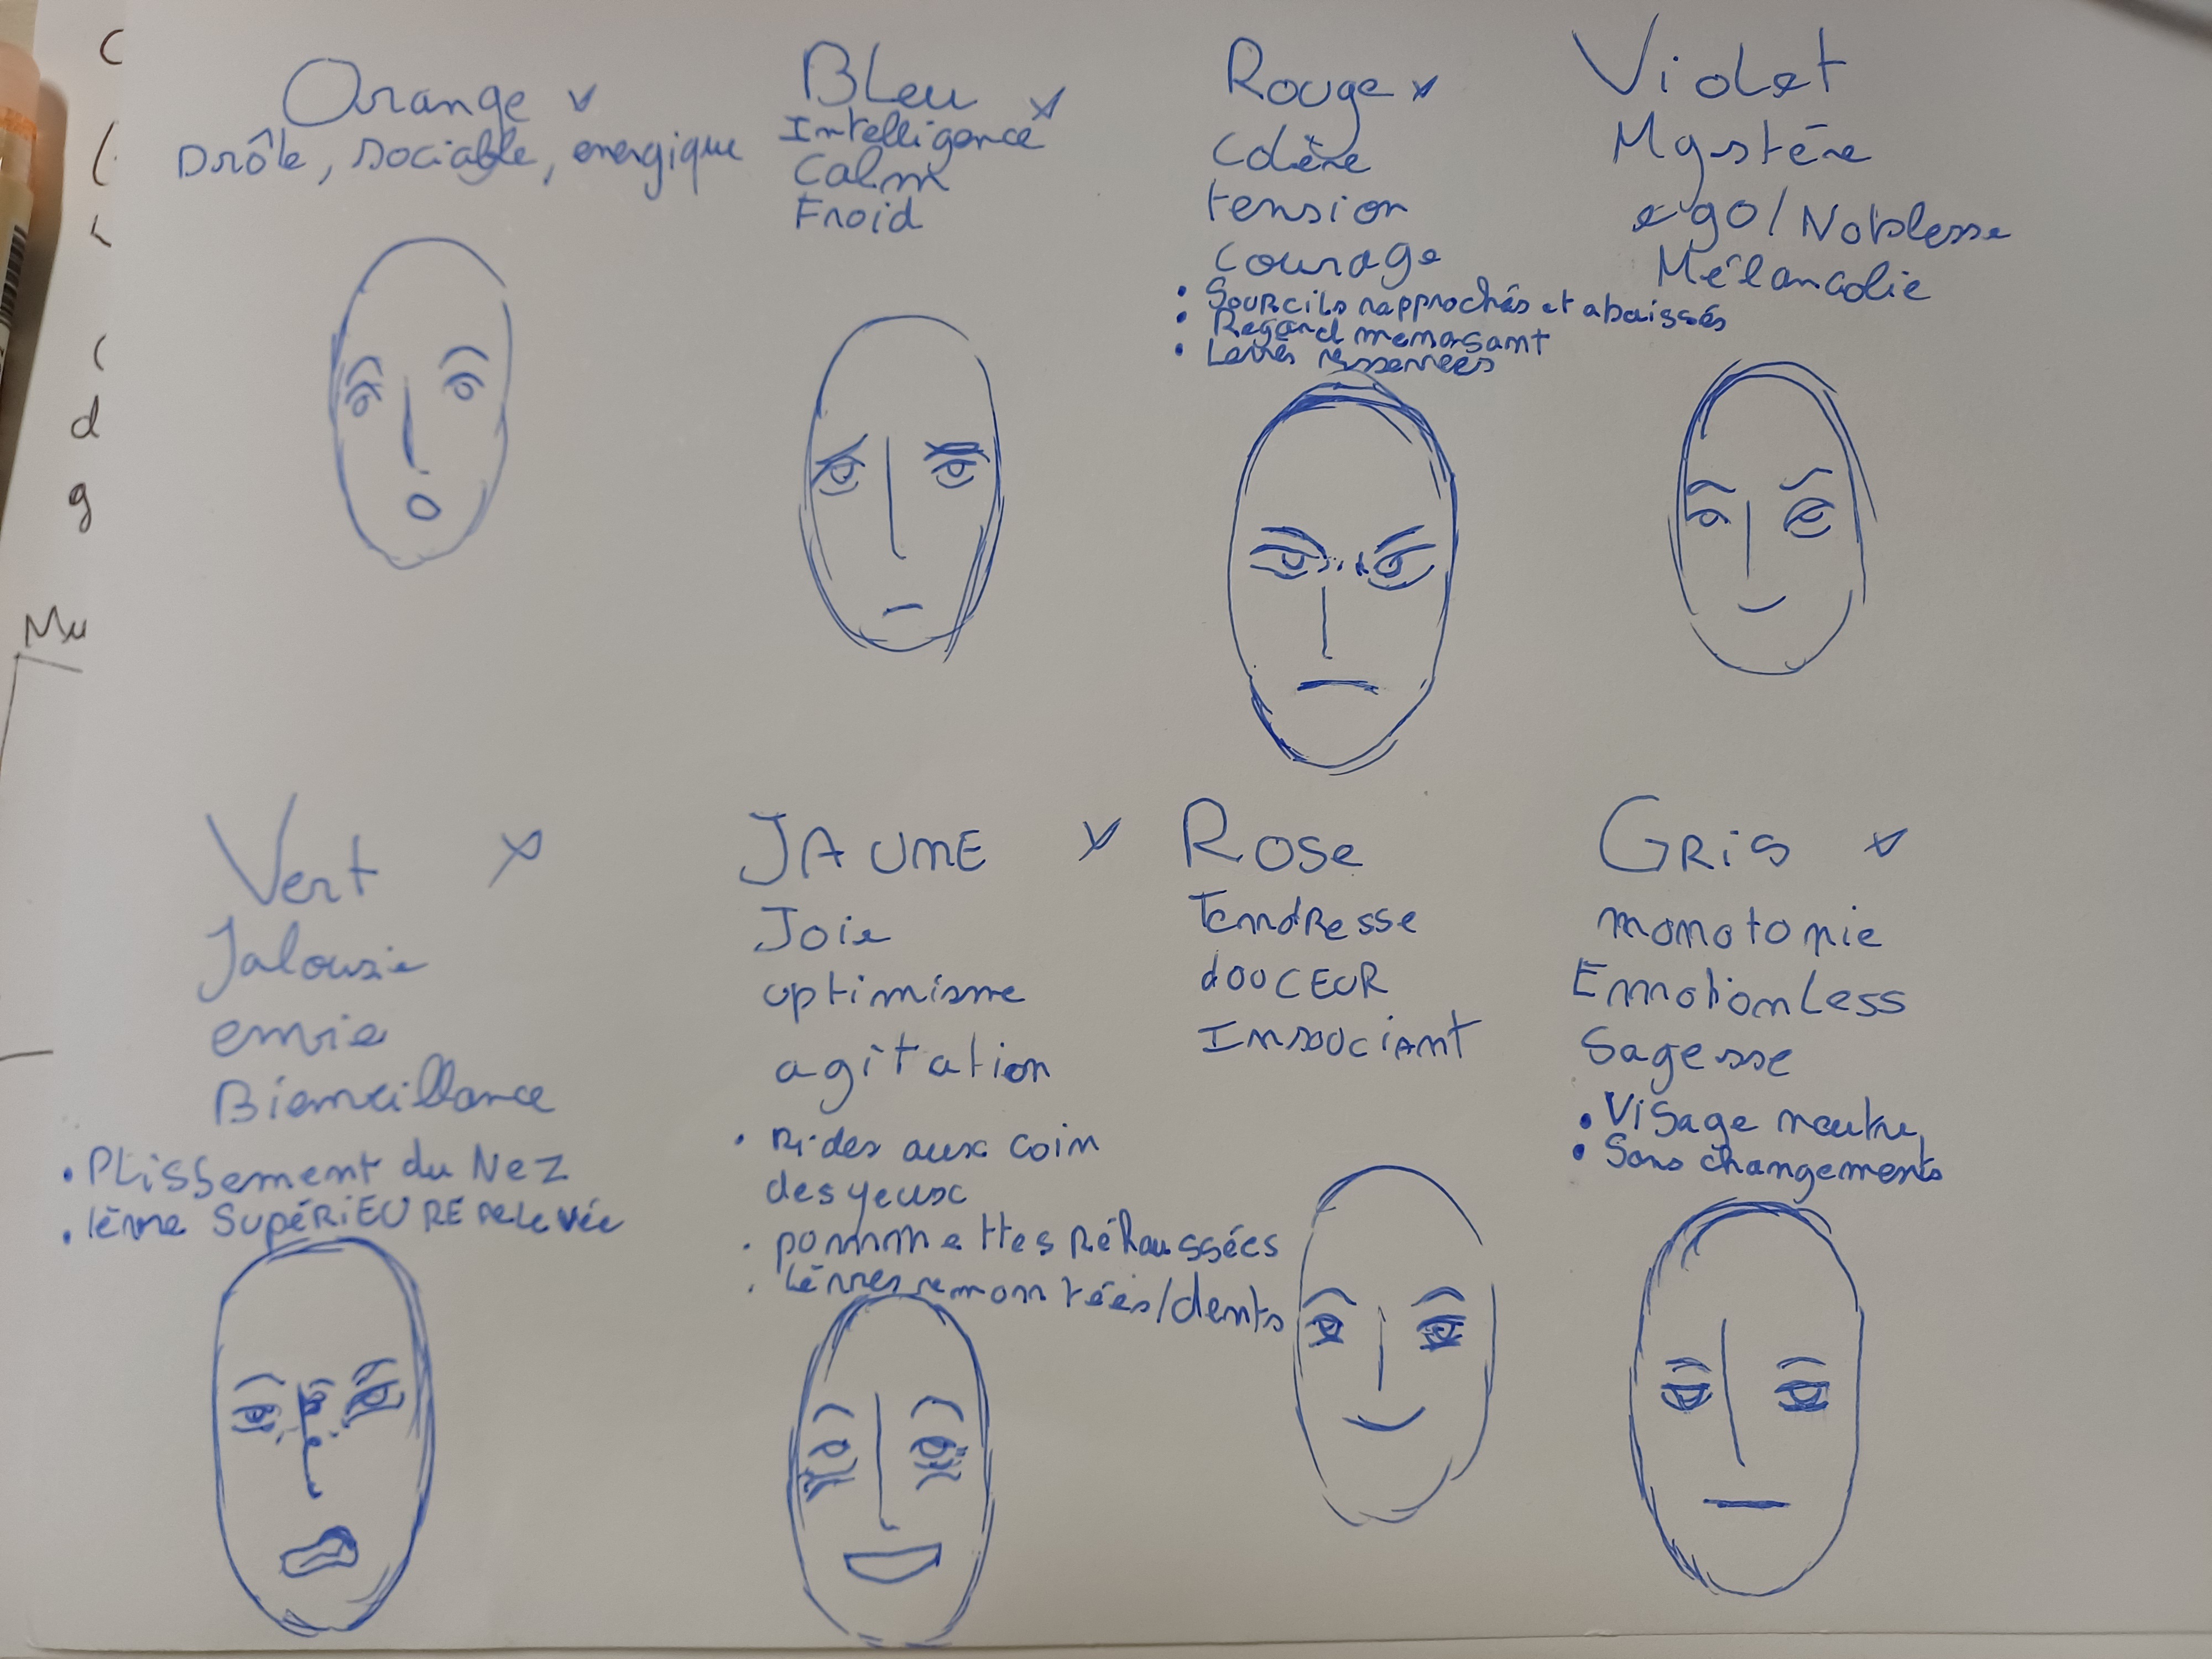 Orange
Drôle, sociable, energique
Bleu
Intelligence
Calm
Froid
Rouge
Colère
tension
courage
• Sourcils rapprochés et abaissés
• Regard menaçant
• Lèvres resserrées
Violet
Mystère
ego/Noblesse
Mélancolie
C
(
d
g
Mu
Vert
Jalousie
envie
Bienveillance
• Plissement du Nez
• lèvre SUPÉRIEURE relevée
JAUNE
Joie
optimisme
agitation
• Rides aux coin
des yeux
• pommettes Réhaussées
• Lèvres remontées/dents
Rose
TendResse
douCEUR
InsouciAnt
GRiS
monotonie
EmotionLess
Sagesse
• Visage neutre
• Sans changements